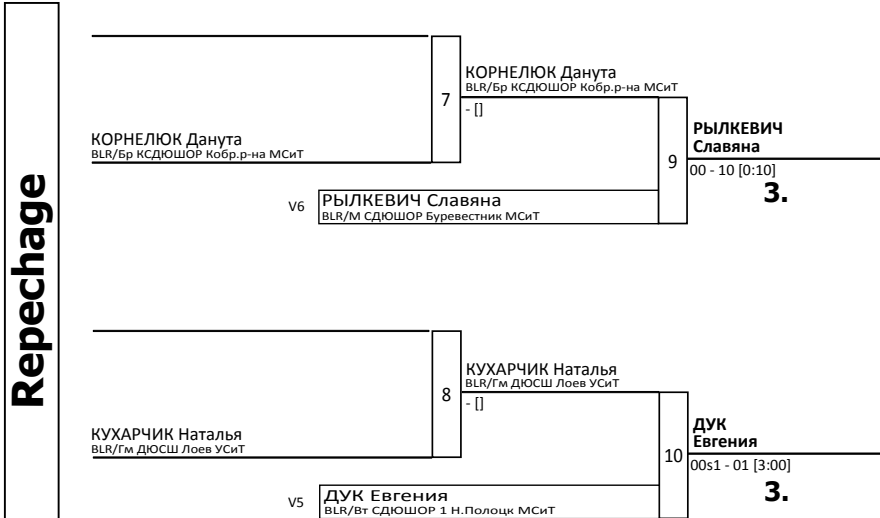 Repechage
7
КОРНЕЛЮК Данута
BLR/Бр КСДЮШОР Кобр.р-на МСиТ
- []
КОРНЕЛЮК Данута
BLR/Бр КСДЮШОР Кобр.р-на МСиТ
9
РЫЛКЕВИЧ
Славяна
00 - 10 [0:10]
3.
V6
РЫЛКЕВИЧ Славяна
BLR/М СДЮШОР Буревестник МСиТ
8
КУХАРЧИК Наталья
BLR/Гм ДЮСШ Лоев УСиТ
- []
КУХАРЧИК Наталья
BLR/Гм ДЮСШ Лоев УСиТ
10
ДУК
Евгения
00s1 - 01 [3:00]
3.
V5
ДУК Евгения
BLR/Вт СДЮШОР 1 Н.Полоцк МСиТ